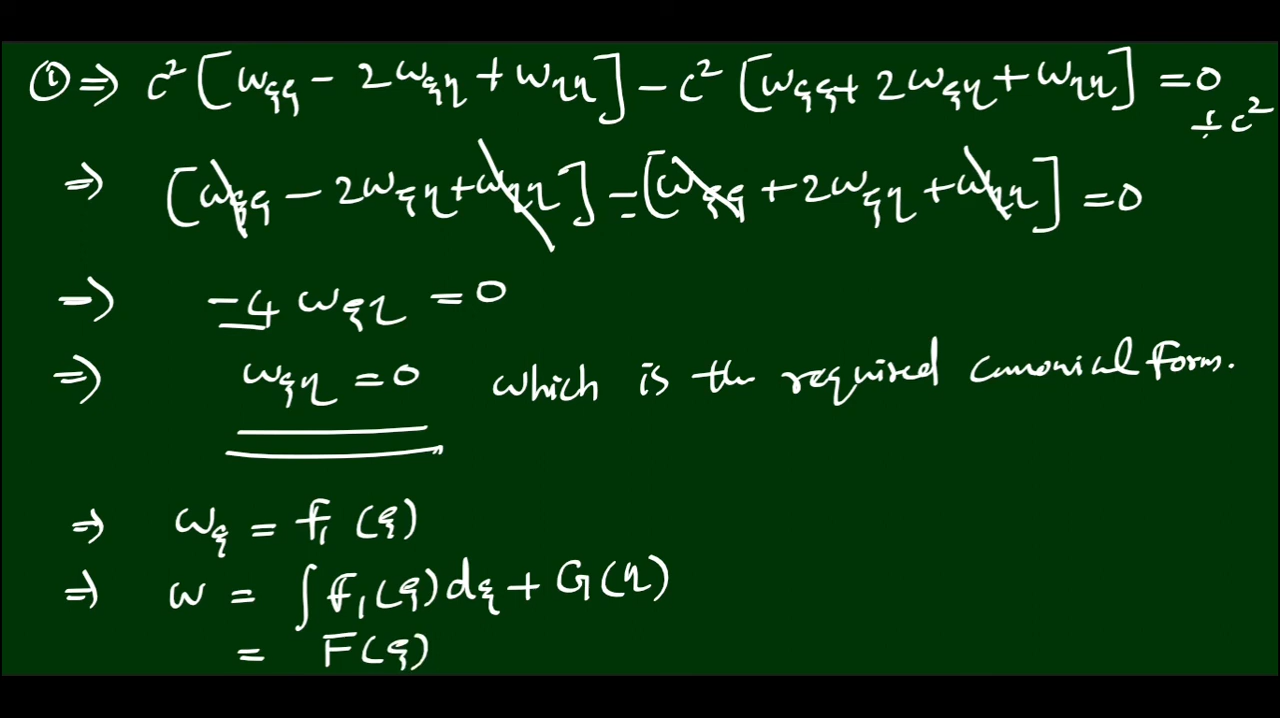 ① ⇒ c² [w_ξξ − 2w_ξη + w_ηη] − c² [w_ξξ + 2w_ξη + w_ηη] = 0
÷ c²
⇒ [w_ξξ − 2w_ξη + w_ηη] − [w_ξξ + 2w_ξη + w_ηη] = 0
⇒ −4 w_ξη = 0
⇒ w_ξη = 0 which is the required canonical form.
⇒ w_ξ = f₁(ξ)
⇒ w = ∫ f₁(ξ)dξ + G(η)
= F(ξ)